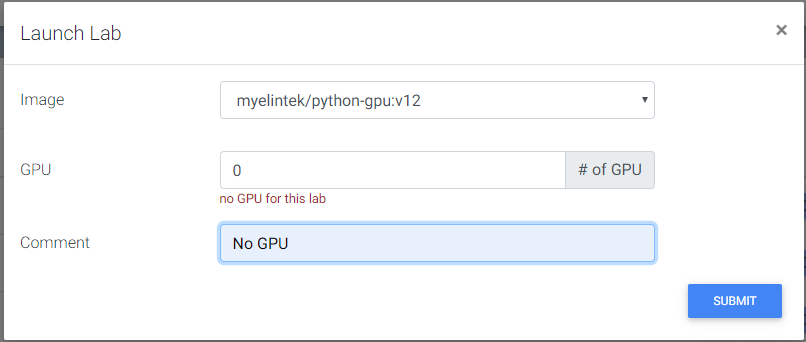 Launch Lab ×
Image myelintek/python-gpu:v12
GPU 0 # of GPU
no GPU for this lab
Comment No GPU
SUBMIT